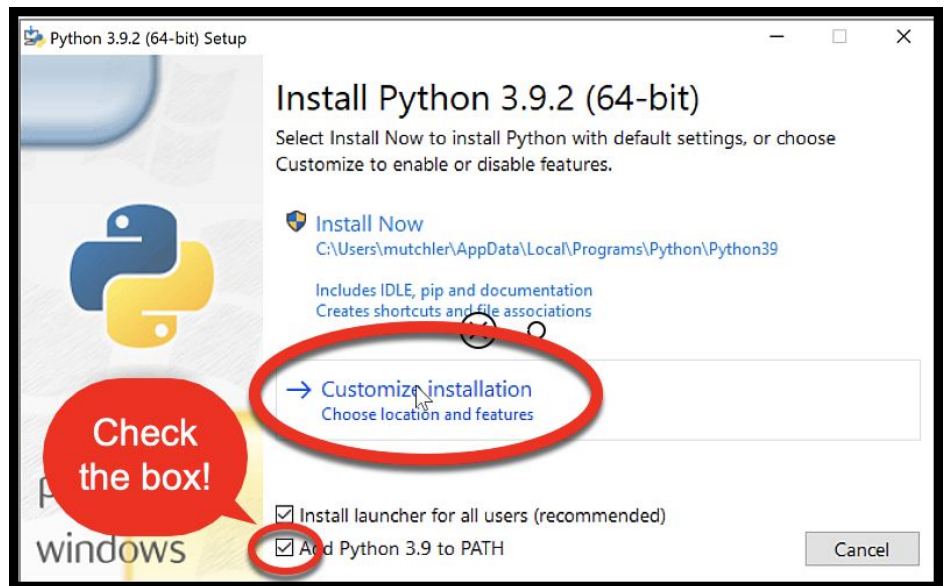 Python 3.9.2 (64-bit) Setup
Install Python 3.9.2 (64-bit)
Select Install Now to install Python with default settings, or choose
Customize to enable or disable features.
Install Now
C:\Users\mutchler\AppData\Local\Programs\Python\Python39
Includes IDLE, pip and documentation
Creates shortcuts and file associations
Customize installation
Choose location and features
Check
the box!
Install launcher for all users (recommended)
Add Python 3.9 to PATH
windows
Cancel